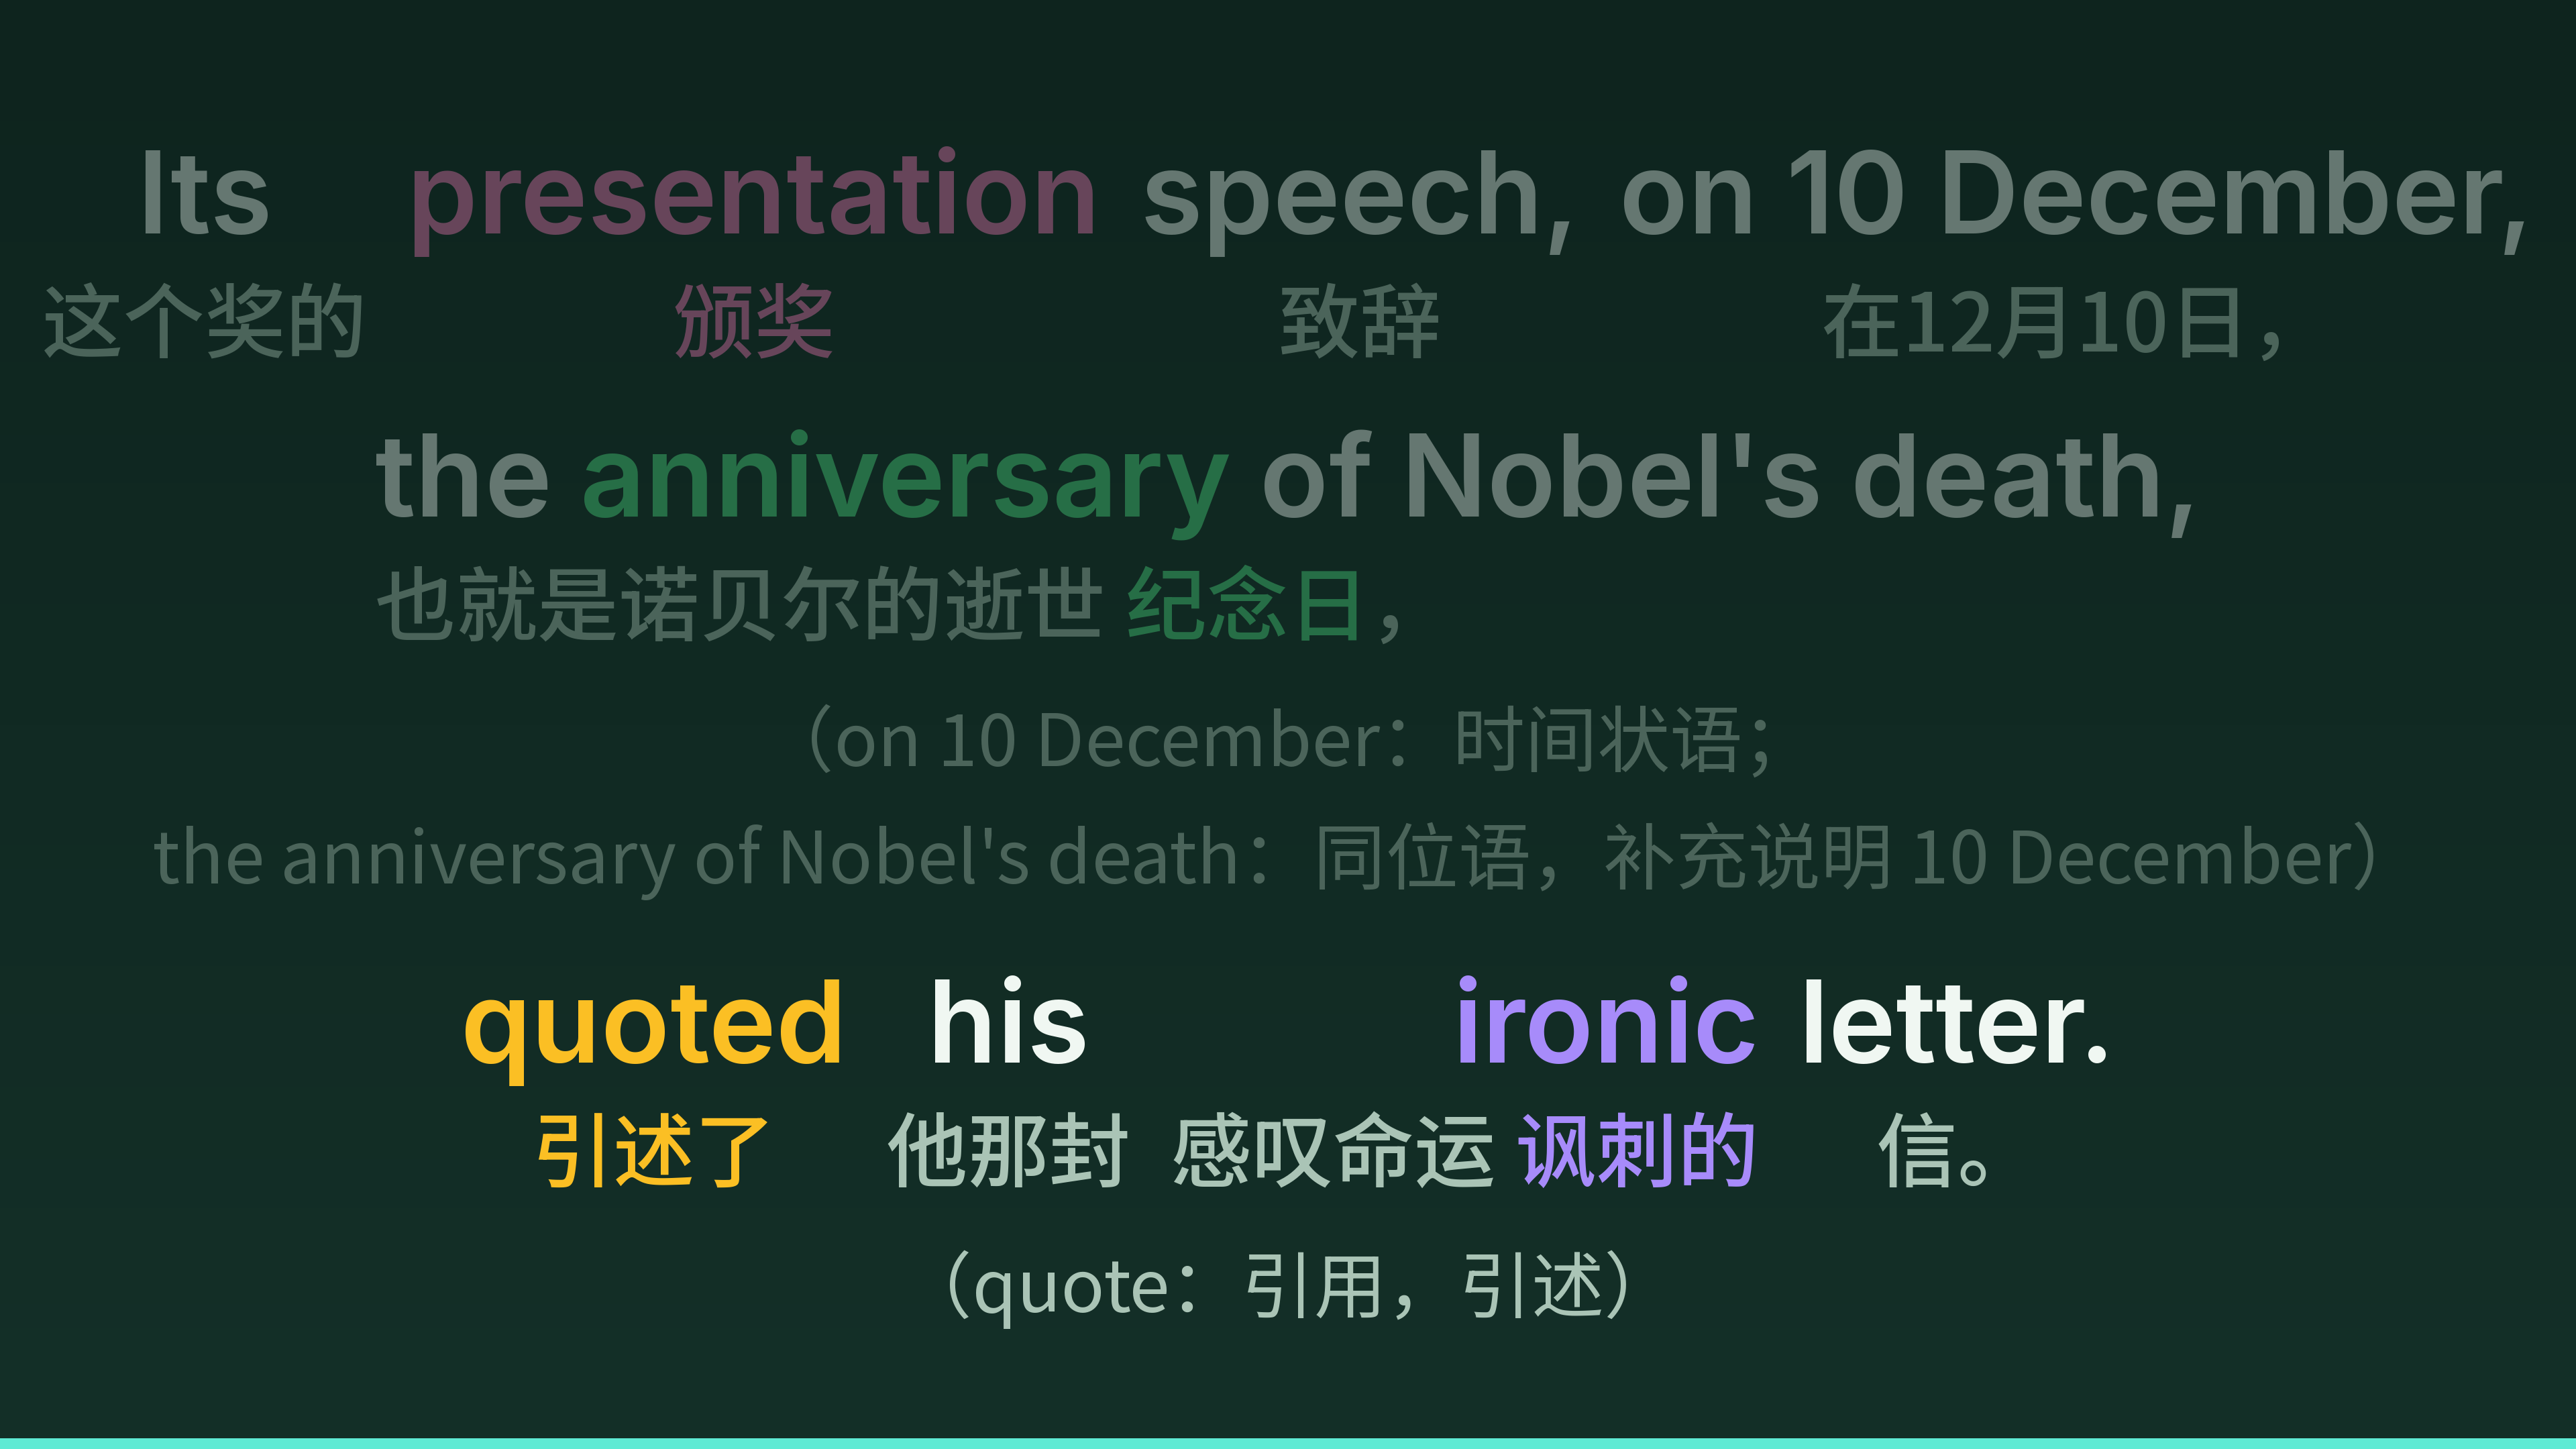 Its presentation speech, on 10 December,
这个奖的 颁奖 致辞 在12月10日，
the anniversary of Nobel's death,
也就是诺贝尔的逝世 纪念日，
（on 10 December：时间状语；
the anniversary of Nobel's death：同位语，补充说明 10 December）
quoted his ironic letter.
引述了 他那封 感叹命运 讽刺的 信。
（quote：引用，引述）